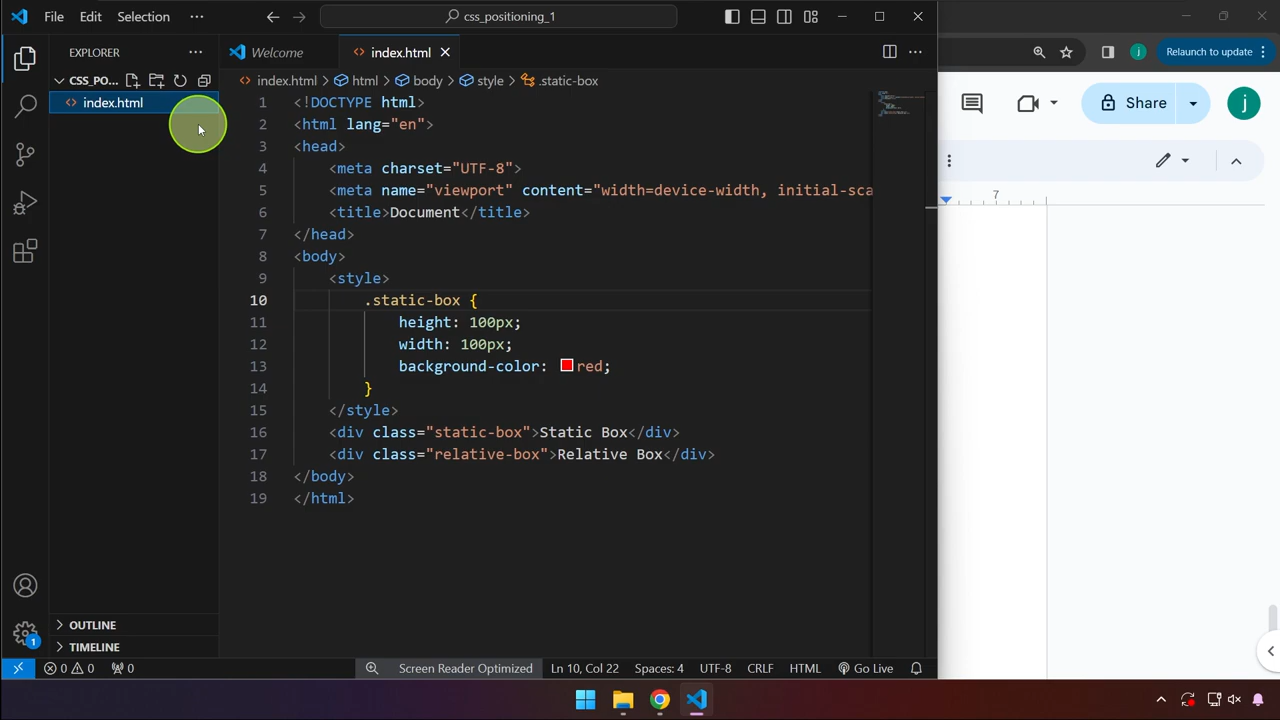 File Edit Selection ··· css_positioning_1
EXPLORER ··· Welcome index.html
CSS_PO... index.html > html > body > style > .static-box
index.html
1 <!DOCTYPE html>
2 <html lang="en">
3 <head>
4 <meta charset="UTF-8">
5 <meta name="viewport" content="width=device-width, initial-sca
6 <title>Document</title>
7 </head>
8 <body>
9 <style>
10 .static-box {
11 height: 100px;
12 width: 100px;
13 background-color: red;
14 }
15 </style>
16 <div class="static-box">Static Box</div>
17 <div class="relative-box">Relative Box</div>
18 </body>
19 </html>
OUTLINE
TIMELINE
1
0 0 0 Screen Reader Optimized Ln 10, Col 22 Spaces: 4 UTF-8 CRLF HTML Go Live
j Relaunch to update
Share j
7